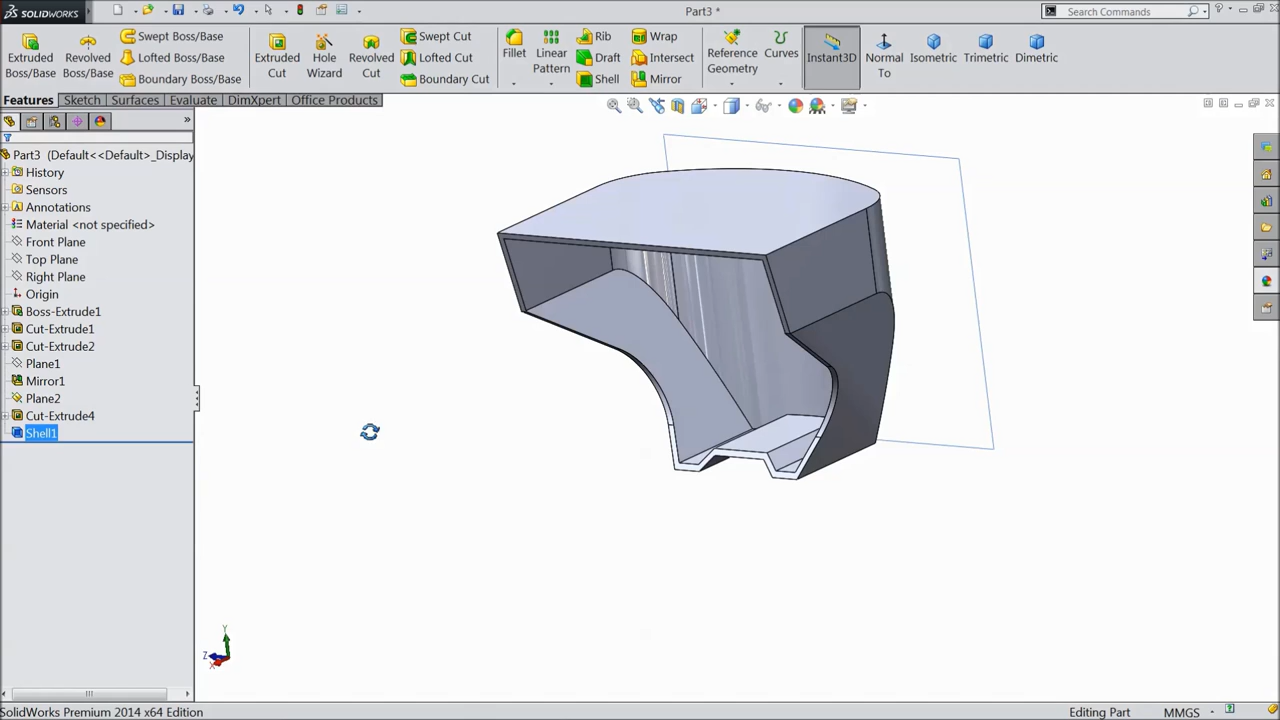 SOLIDWORKS
Part3 *
Search Commands
Extruded Boss/Base
Revolved Boss/Base
Swept Boss/Base
Lofted Boss/Base
Boundary Boss/Base
Extruded Cut
Hole Wizard
Revolved Cut
Swept Cut
Lofted Cut
Boundary Cut
Fillet
Linear Pattern
Rib
Draft
Shell
Wrap
Intersect
Mirror
Reference Geometry
Curves
Instant3D
Normal To
Isometric
Trimetric
Dimetric
Features
Sketch
Surfaces
Evaluate
DimXpert
Office Products
Part3 (Default<<Default>_Display
History
Sensors
Annotations
Material <not specified>
Front Plane
Top Plane
Right Plane
Origin
Boss-Extrude1
Cut-Extrude1
Cut-Extrude2
Plane1
Mirror1
Plane2
Cut-Extrude4
Shell1
Y
Z
X
SolidWorks Premium 2014 x64 Edition
Editing Part
MMGS